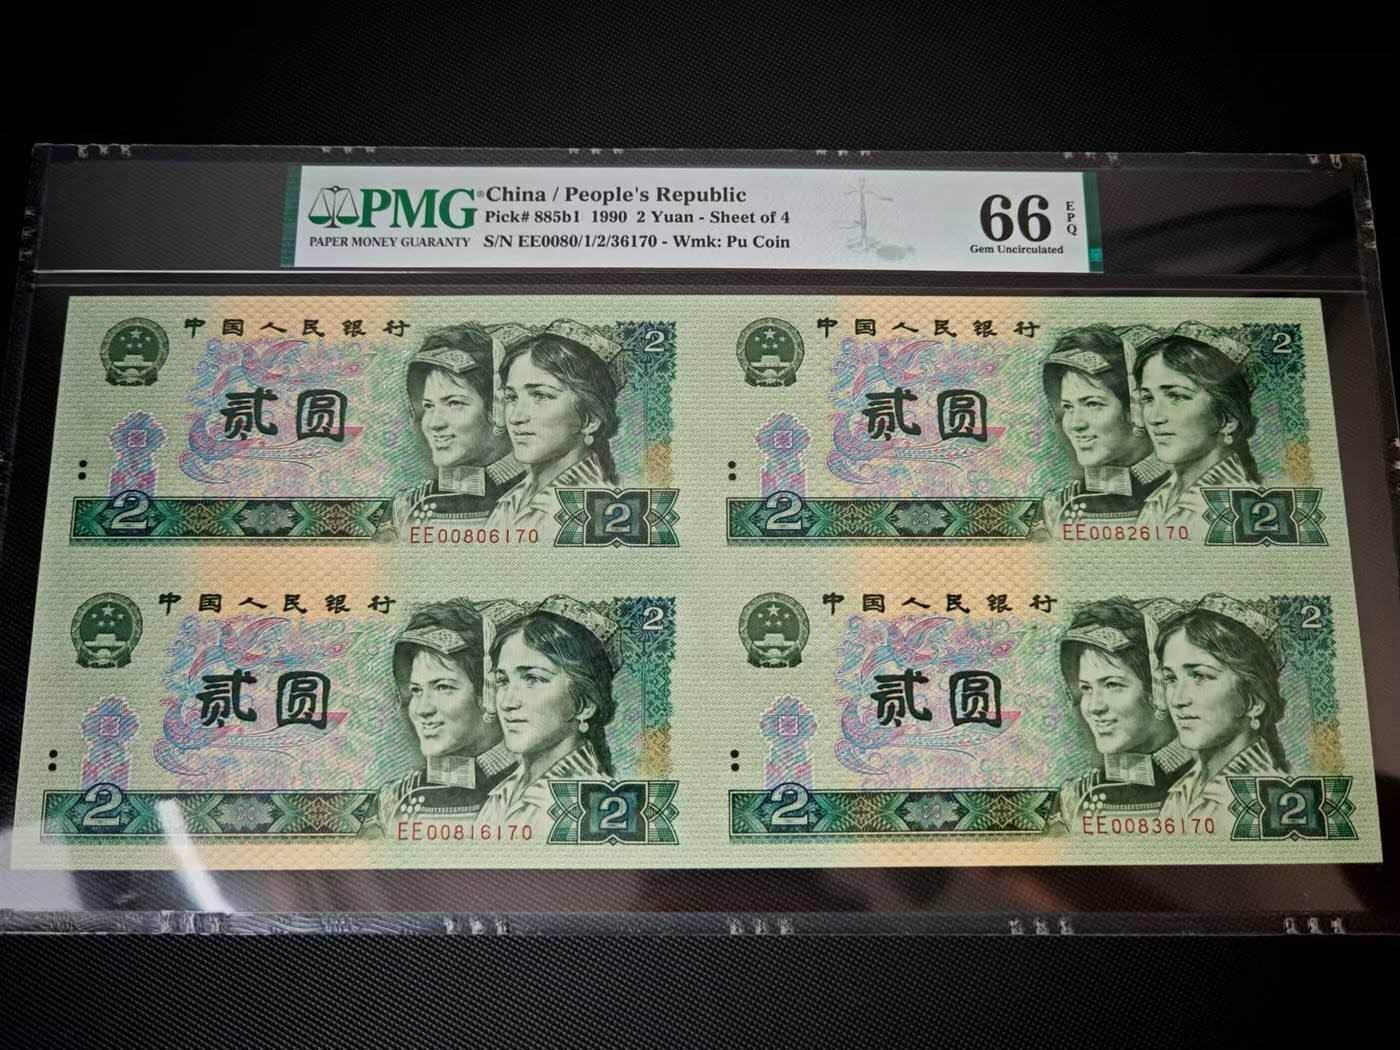 PMG®
PAPER MONEY GUARANTY
China / People's Republic
Pick# 885b1 1990 2 Yuan - Sheet of 4
S/N EE0080/1/2/36170 - Wmk: Pu Coin
66
EPQ
Gem Uncirculated
中国人民银行
2
贰圆
2
EE00806170
2
中国人民银行
2
贰圆
2
EE00826170
2
中国人民银行
2
贰圆
2
EE00816170
2
中国人民银行
2
贰圆
2
EE00836170
2